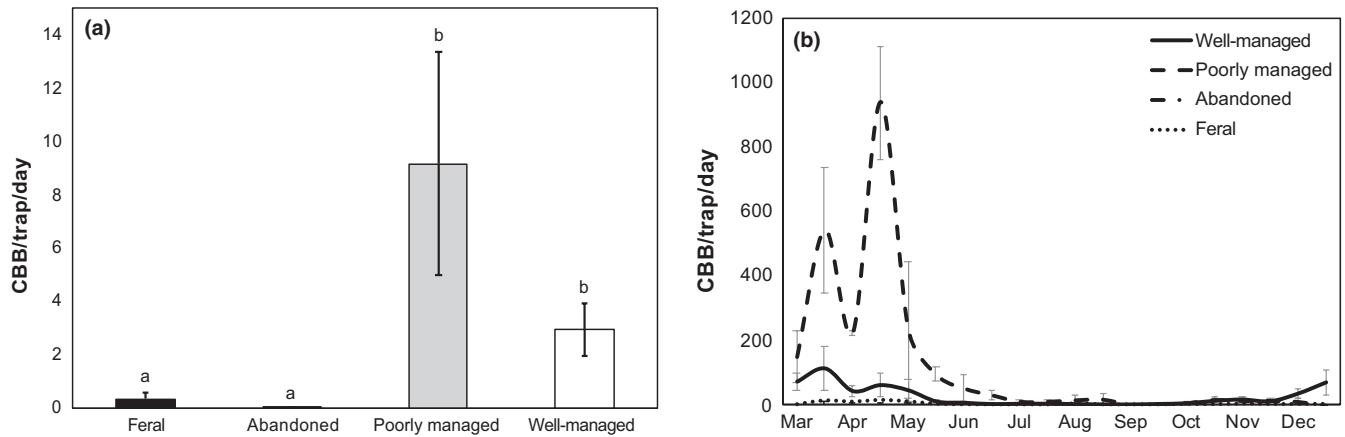 (a)
14
12
10
8
6
4
2
0
CBB/trap/day
a
a
b
b
Feral Abandoned Poorly managed Well-managed
(b)
1200
1000
800
600
400
200
0
CBB/trap/day
Well-managed
Poorly managed
Abandoned
Feral
Mar Apr May Jun Jul Aug Sep Oct Nov Dec